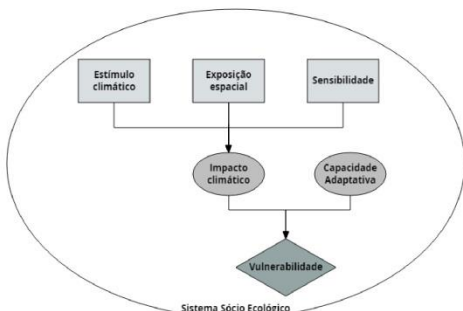 Estímulo
climático
Exposição
espacial
Sensibilidade
Impacto
climático
Capacidade
Adaptativa
Vulnerabilidade
Sistema Sócio Ecológico